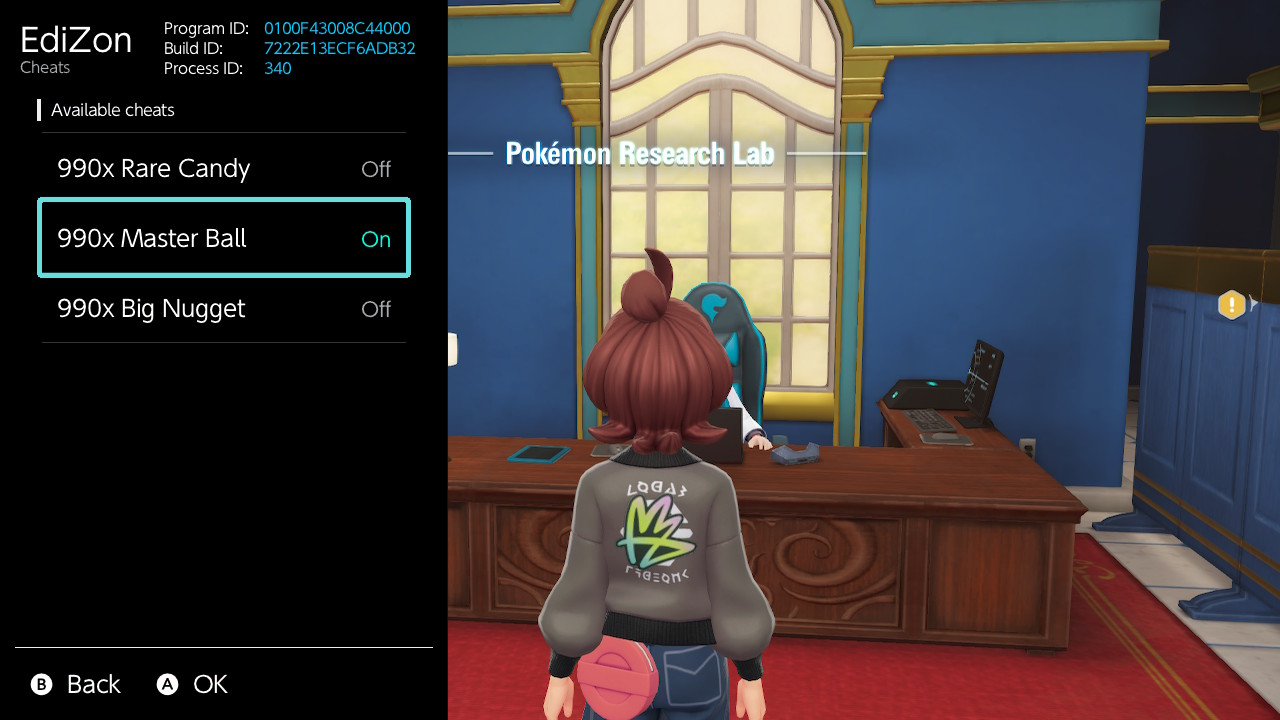 EdiZon
Cheats
Program ID: 0100F43008C44000
Build ID: 7222E13ECF6ADB32
Process ID: 340
Available cheats
990x Rare Candy Off
990x Master Ball On
990x Big Nugget Off
B Back A OK
Pokémon Research Lab
!